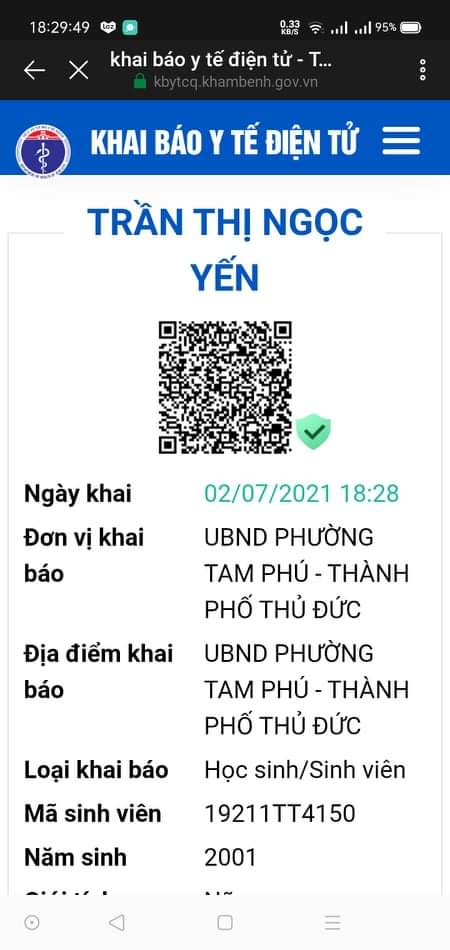 18:29:49
0.33 KB/S
95%
khai báo y tế điện tử - T...
kbytcq.khambenh.gov.vn
KHAI BÁO Y TẾ ĐIỆN TỬ
TRẦN THỊ NGỌC
YẾN
Ngày khai 02/07/2021 18:28
Đơn vị khai UBND PHƯỜNG
báo TAM PHÚ - THÀNH
PHỐ THỦ ĐỨC
Địa điểm khai UBND PHƯỜNG
báo TAM PHÚ - THÀNH
PHỐ THỦ ĐỨC
Loại khai báo Học sinh/Sinh viên
Mã sinh viên 19211TT4150
Năm sinh 2001